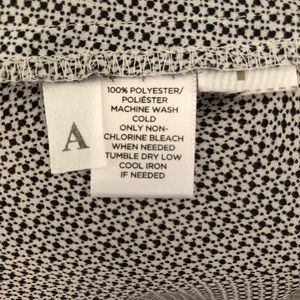 A
100% POLYESTER/
POLIÉSTER
MACHINE WASH
COLD
ONLY NON-
CHLORINE BLEACH
WHEN NEEDED
TUMBLE DRY LOW
COOL IRON
IF NEEDED